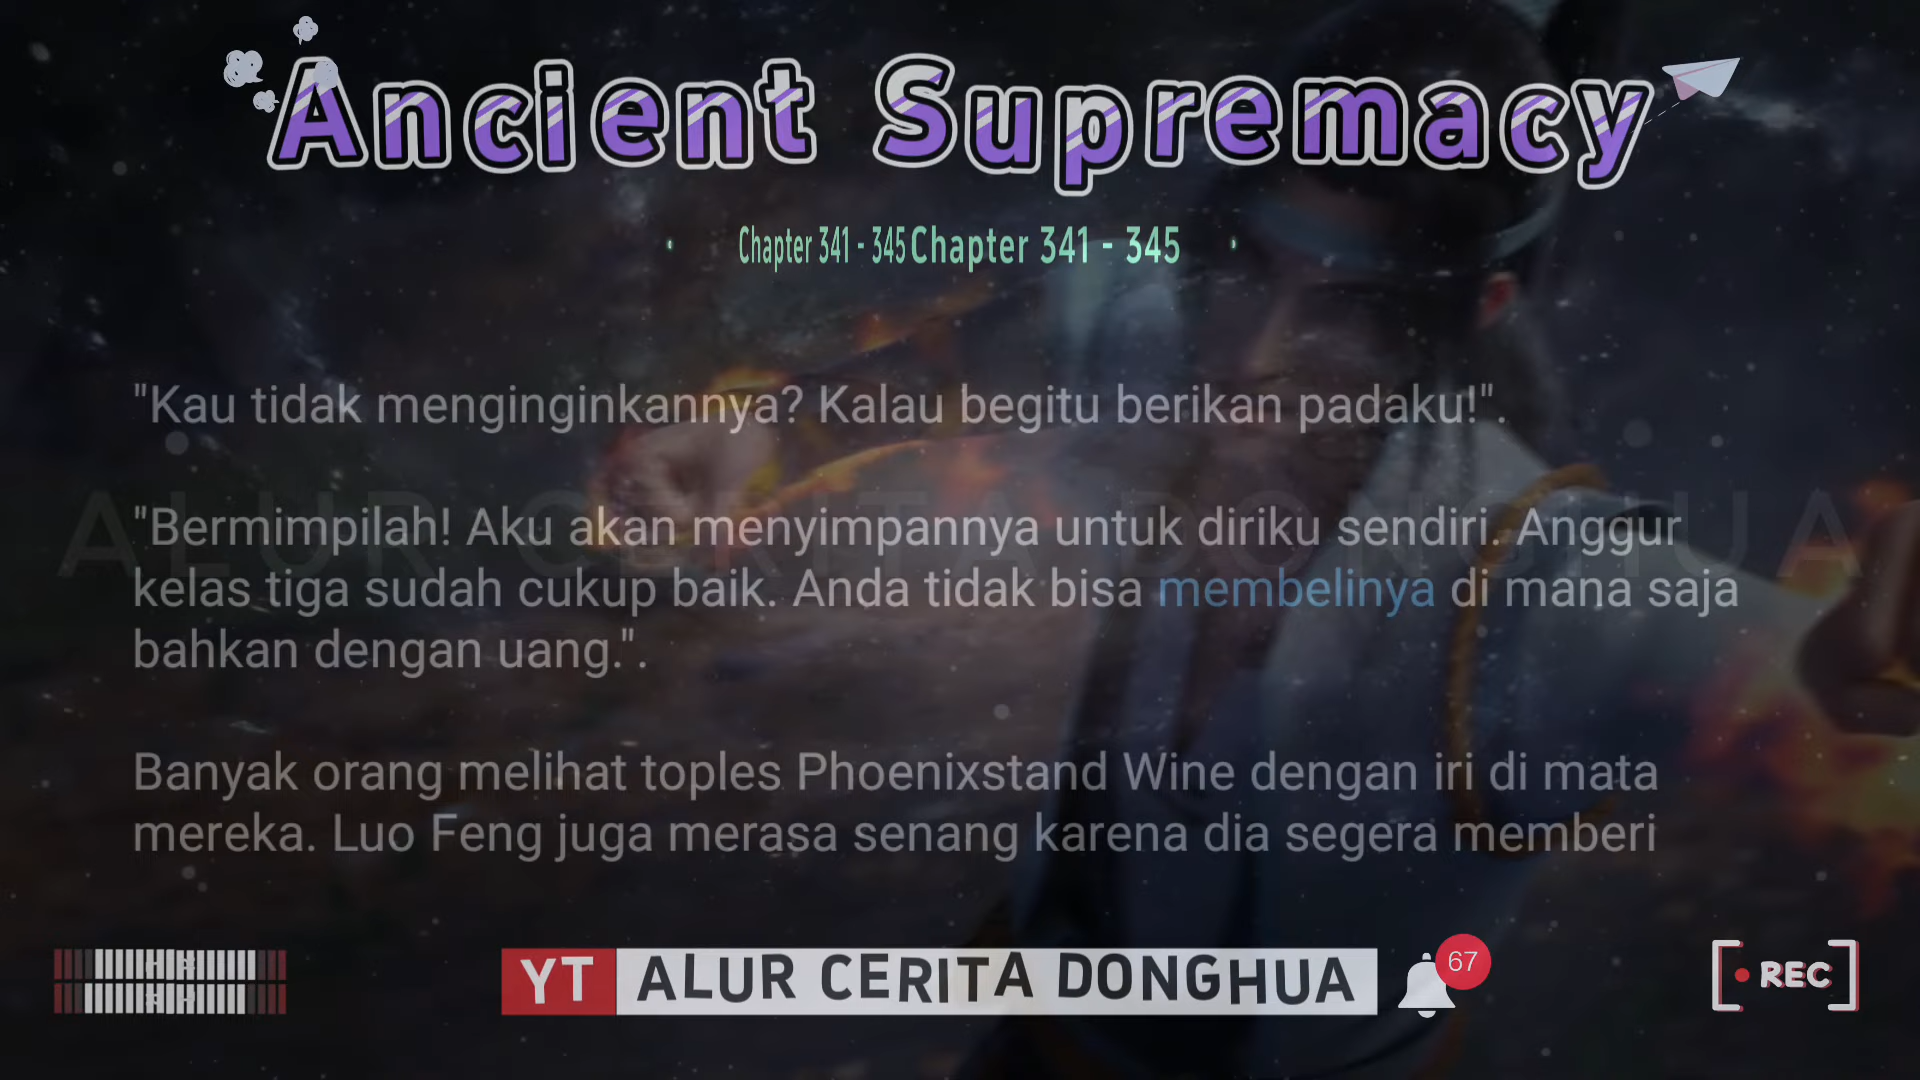 Ancient Supremacy
Chapter 341 - 345 Chapter 341 - 345
"Kau tidak menginginkannya? Kalau begitu berikan padaku!".
"Bermimpilah! Aku akan menyimpannya untuk diriku sendiri. Anggur
kelas tiga sudah cukup baik. Anda tidak bisa membelinya di mana saja
bahkan dengan uang.".
ALUR CERITA DONGHUA
Banyak orang melihat toples Phoenixstand Wine dengan iri di mata
mereka. Luo Feng juga merasa senang karena dia segera memberi
YT ALUR CERITA DONGHUA
67
REC